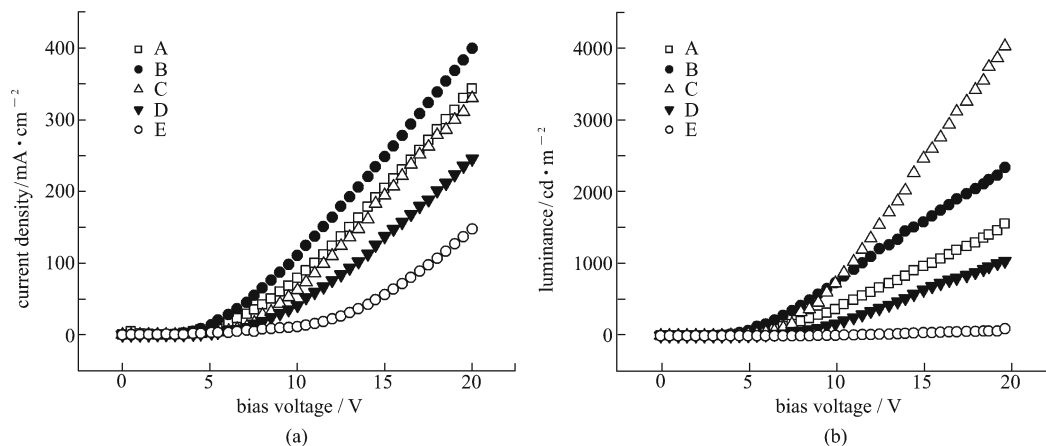 400
300
200
100
0
current density/mA·cm⁻²
A
B
C
D
E
0 5 10 15 20
bias voltage / V
(a)
4000
3000
2000
1000
0
luminance/cd·m⁻²
A
B
C
D
E
0 5 10 15 20
bias voltage / V
(b)